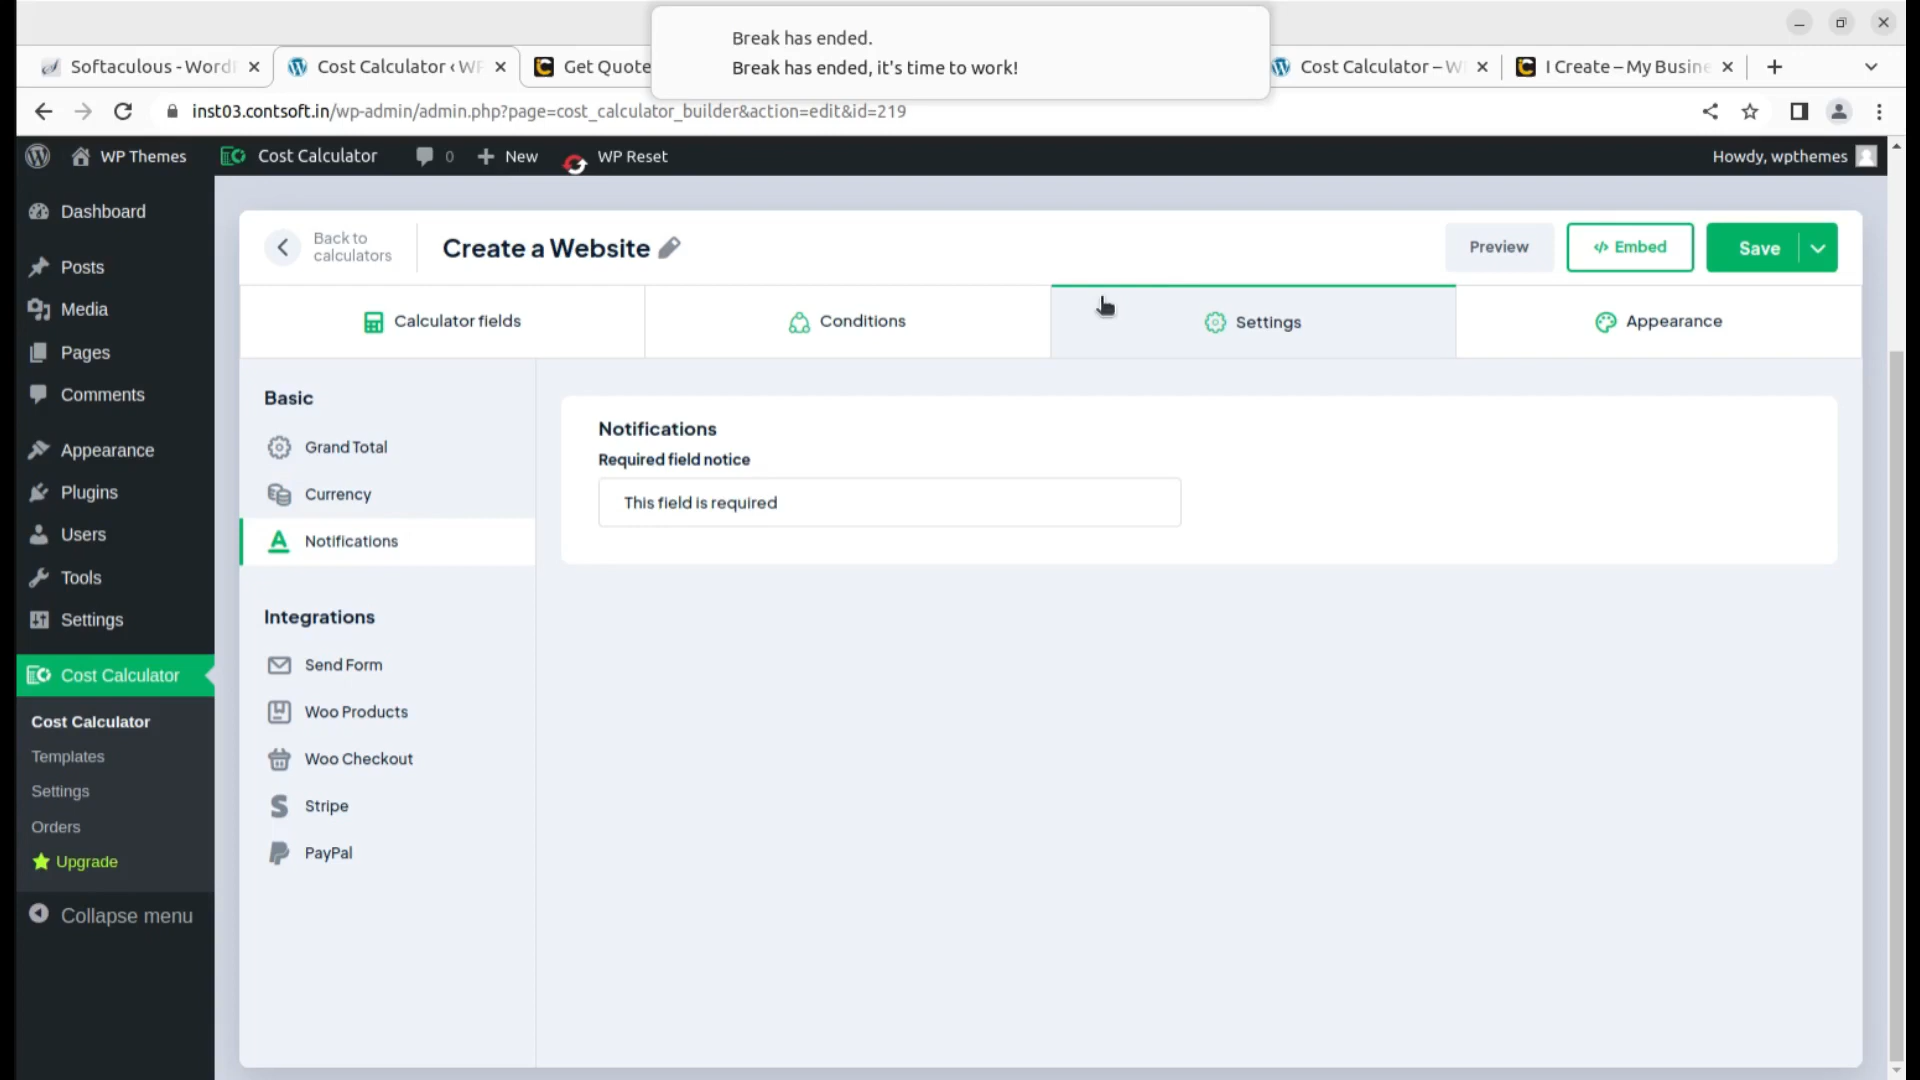 Break has ended.
Break has ended, it's time to work!
Softaculous - Word
Cost Calculator ‹ WP
Get Quote
Cost Calculator – W
I Create – My Busine
inst03.contsoft.in/wp-admin/admin.php?page=cost_calculator_builder&action=edit&id=219
WP Themes
Cost Calculator
0
New
WP Reset
Howdy, wpthemes
Dashboard
Posts
Media
Pages
Comments
Appearance
Plugins
Users
Tools
Settings
Cost Calculator
Cost Calculator
Templates
Settings
Orders
Upgrade
Collapse menu
Back to
calculators
Create a Website
Preview
Embed
Save
Calculator fields
Conditions
Settings
Appearance
Basic
Grand Total
Currency
Notifications
Integrations
Send Form
Woo Products
Woo Checkout
Stripe
PayPal
Notifications
Required field notice
This field is required